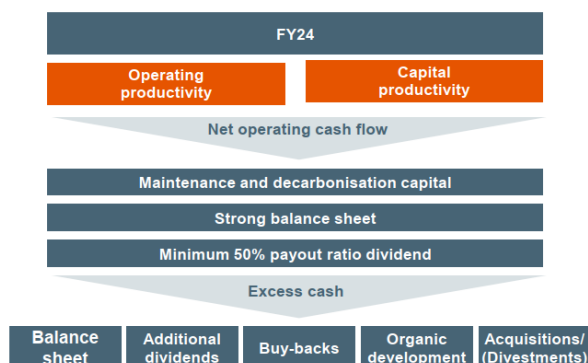 FY24
Operating
productivity
Capital
productivity
Net operating cash flow
Maintenance and decarbonisation capital
Strong balance sheet
Minimum 50% payout ratio dividend
Excess cash
Balance
sheet
Additional
dividends
Buy-backs
Organic
development
Acquisitions/
(Divestments)